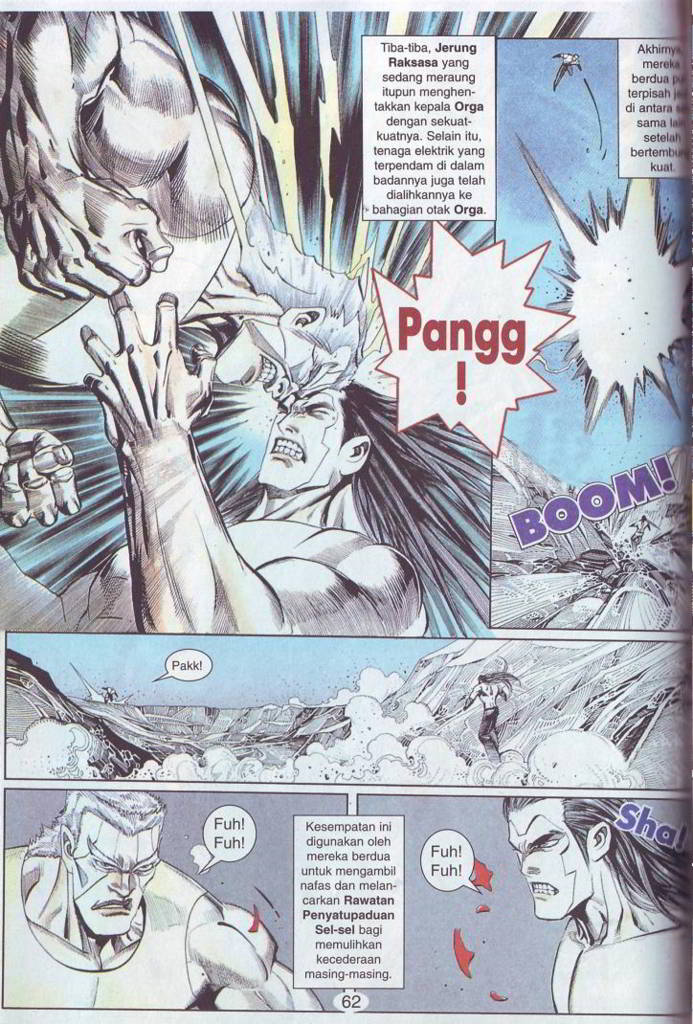 Tiba-tiba, Jerung
Raksasa yang
sedang meraung
itupun menghen-
takkan kepala Orga
dengan sekuat-
kuatnya. Selain itu,
tenaga elektrik yang
terpendam di dalam
badannya juga telah
dialihkannya ke
bahagian otak Orga.
Pangg
!
Akhirnya
mereka
berdua
terpisah
di antara
sama
setelah
kuat.
BOOM!
Pakk!
Fuh!
Fuh!
Kesempatan ini
digunakan oleh
mereka berdua
untuk mengambil
nafas dan melan-
carkan Rawatan
Penyatupaduan
Sel-sel bagi
memulihkan
kecederaan
masing-masing.
Fuh!
Fuh!
Sha!
62